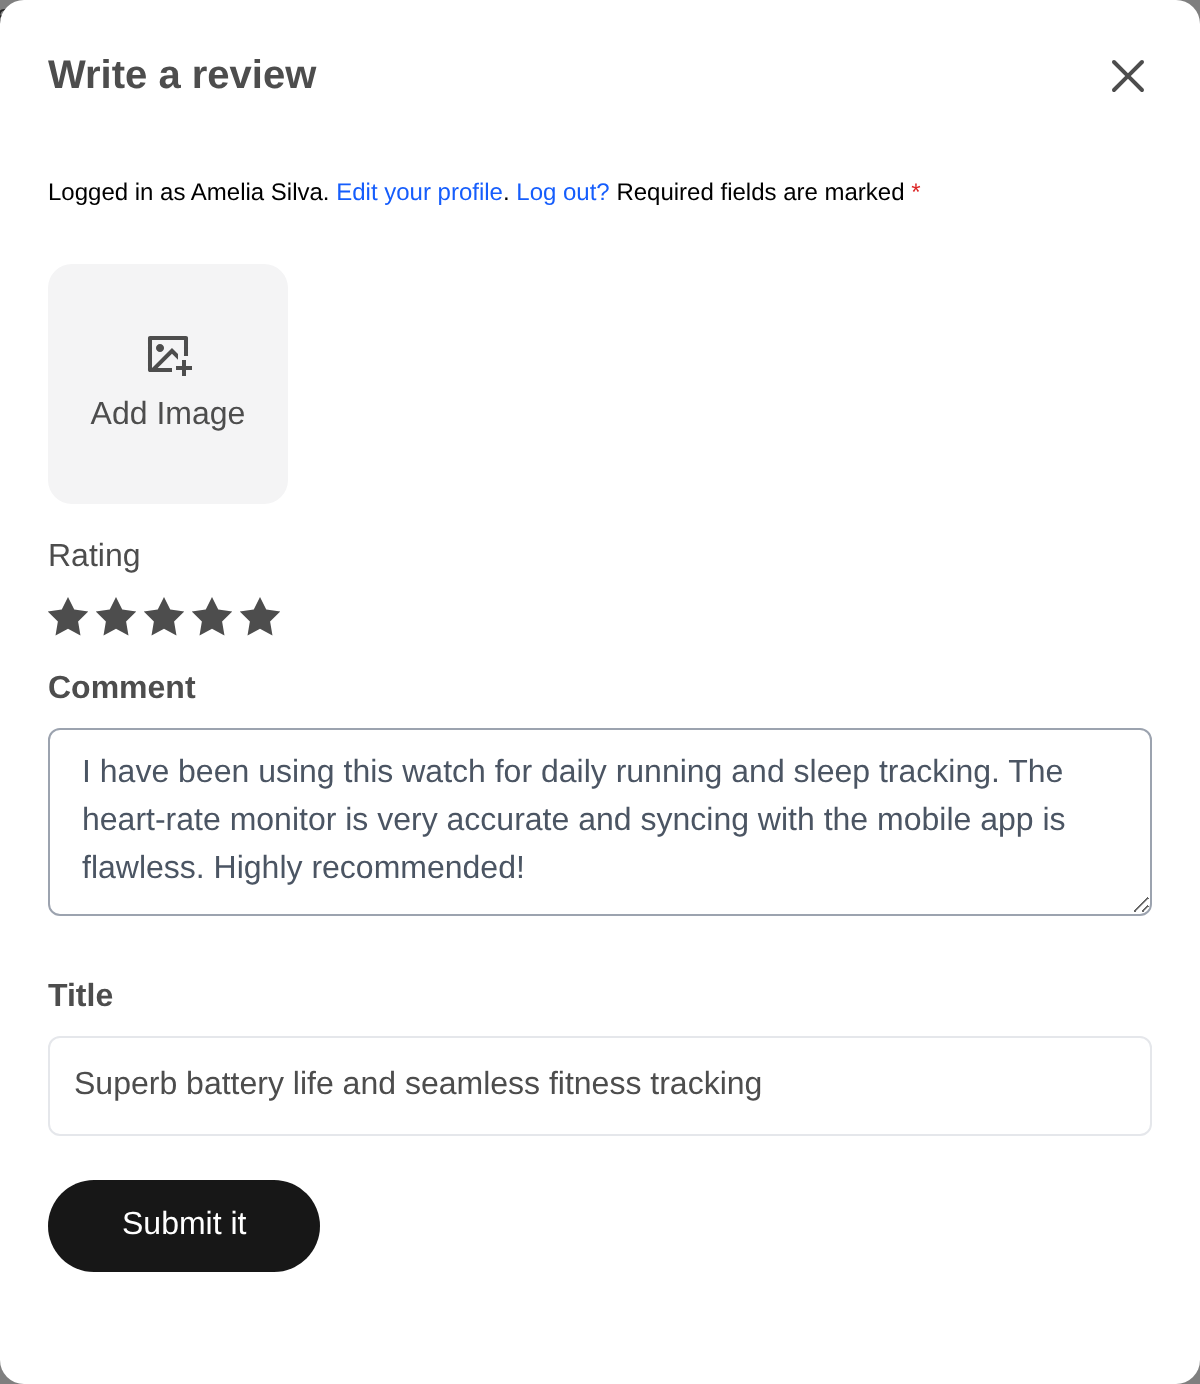 Write a review
Logged in as Amelia Silva. Edit your profile. Log out? Required fields are marked *
Add Image
Rating
Comment
I have been using this watch for daily running and sleep tracking. The
heart-rate monitor is very accurate and syncing with the mobile app is
flawless. Highly recommended!
Title
Superb battery life and seamless fitness tracking
Submit it